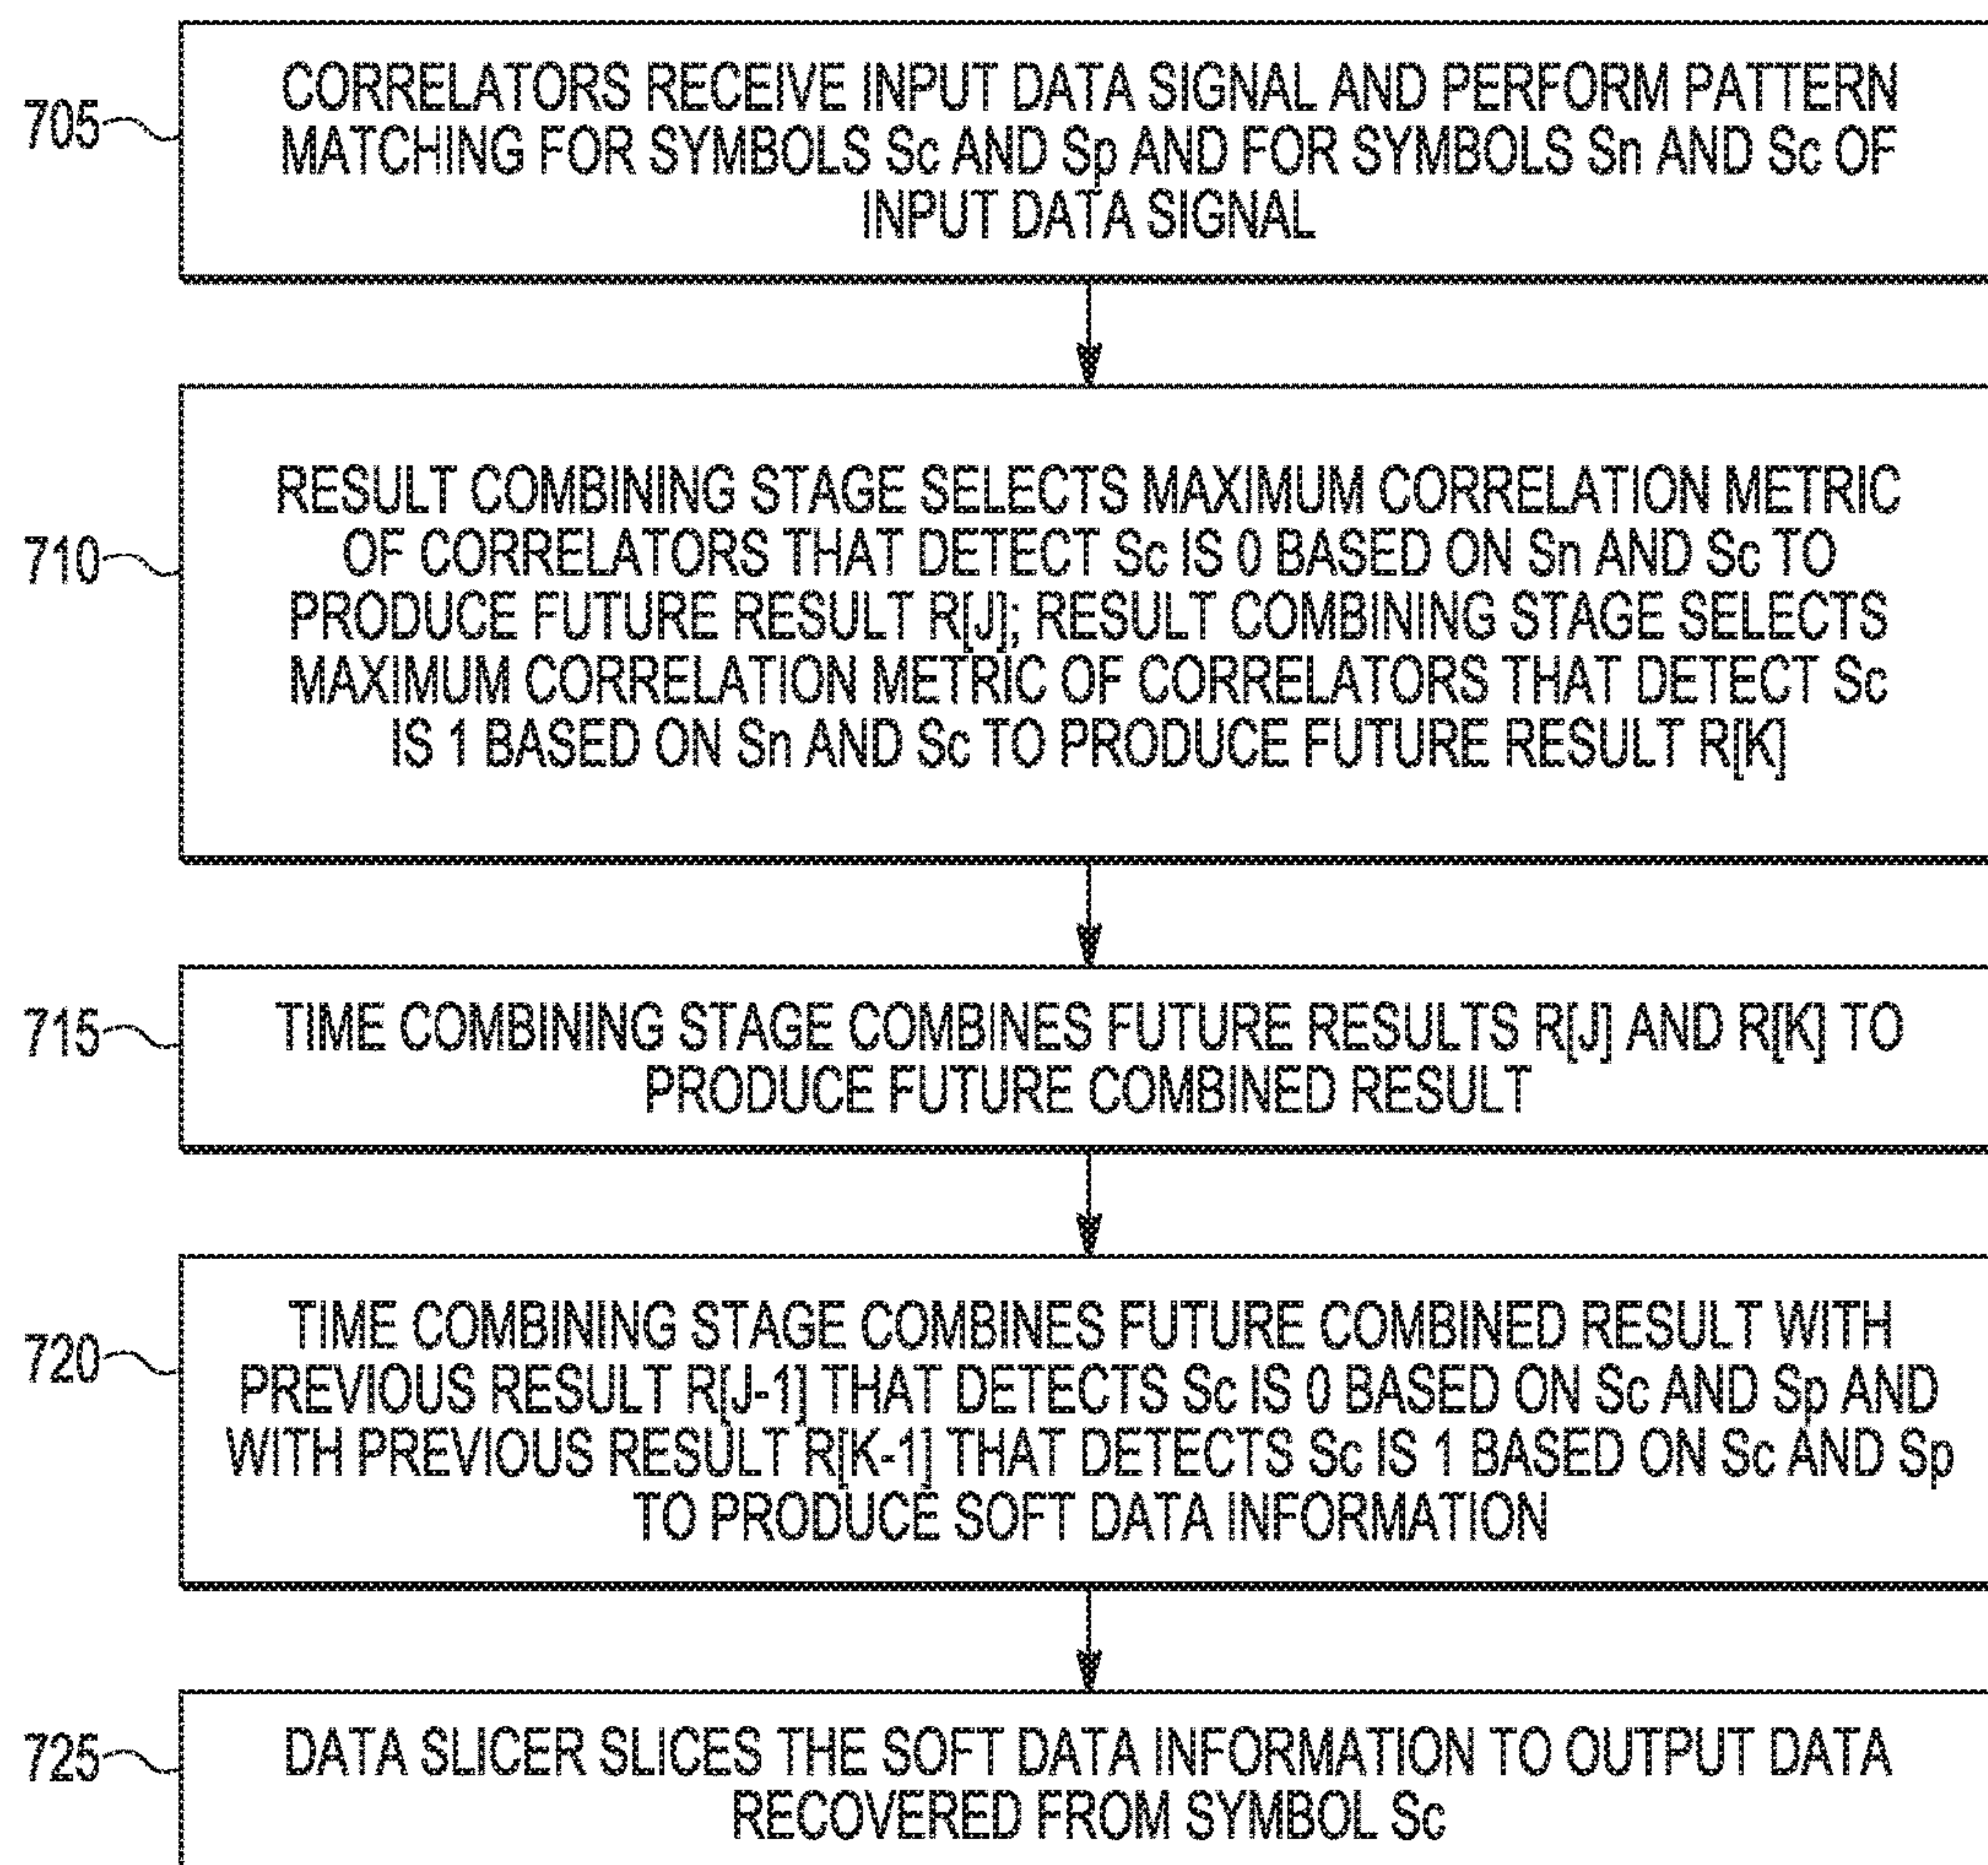 705
CORRELATORS RECEIVE INPUT DATA SIGNAL AND PERFORM PATTERN
MATCHING FOR SYMBOLS Sc AND Sp AND FOR SYMBOLS Sn AND Sc OF
INPUT DATA SIGNAL
710
RESULT COMBINING STAGE SELECTS MAXIMUM CORRELATION METRIC
OF CORRELATORS THAT DETECT Sc IS 0 BASED ON Sn AND Sc TO
PRODUCE FUTURE RESULT R[J]; RESULT COMBINING STAGE SELECTS
MAXIMUM CORRELATION METRIC OF CORRELATORS THAT DETECT Sc
IS 1 BASED ON Sn AND Sc TO PRODUCE FUTURE RESULT R[K]
715
TIME COMBINING STAGE COMBINES FUTURE RESULTS R[J] AND R[K] TO
PRODUCE FUTURE COMBINED RESULT
720
TIME COMBINING STAGE COMBINES FUTURE COMBINED RESULT WITH
PREVIOUS RESULT R[J-1] THAT DETECTS Sc IS 0 BASED ON Sc AND Sp AND
WITH PREVIOUS RESULT R[K-1] THAT DETECTS Sc IS 1 BASED ON Sc AND Sp
TO PRODUCE SOFT DATA INFORMATION
725
DATA SLICER SLICES THE SOFT DATA INFORMATION TO OUTPUT DATA
RECOVERED FROM SYMBOL Sc